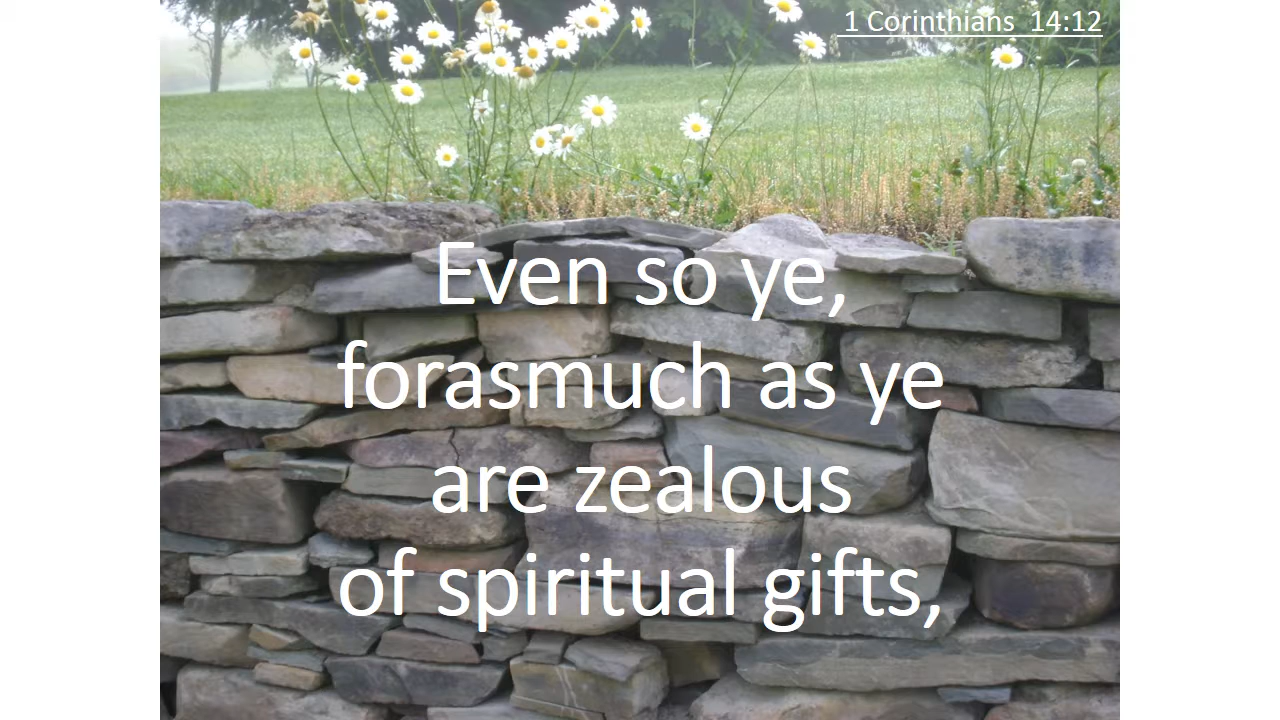 1 Corinthians 14:12
Even so ye,
forasmuch as ye
are zealous
of spiritual gifts,